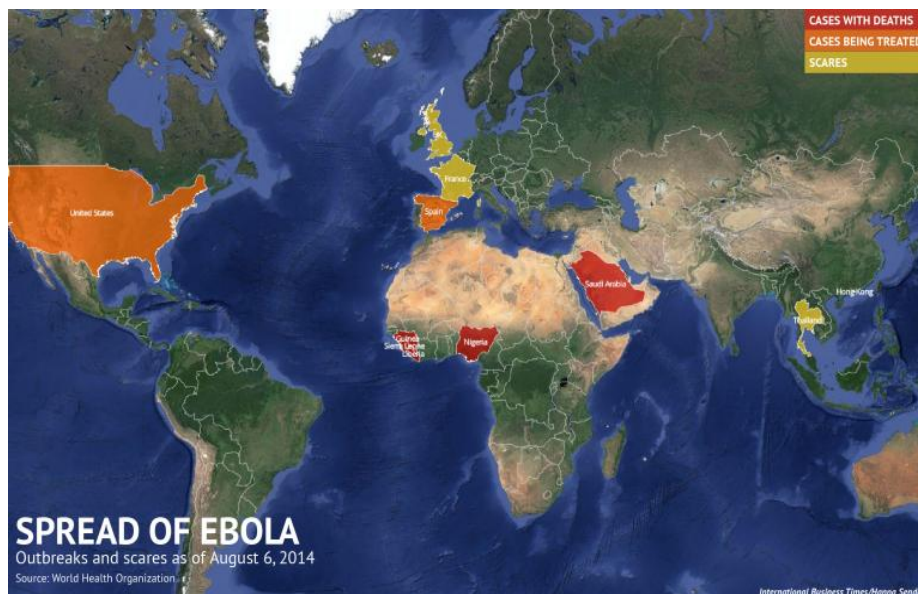 CASES WITH DEATHS
CASES BEING TREATED
SCARES
UK
France
United States
Spain
Saudi Arabia
Hong Kong
Thailand
Guinea
Sierra Leone
Liberia
Nigeria
SPREAD OF EBOLA
Outbreaks and scares as of August 6, 2014
Source: World Health Organization
International Business Times/Hanna